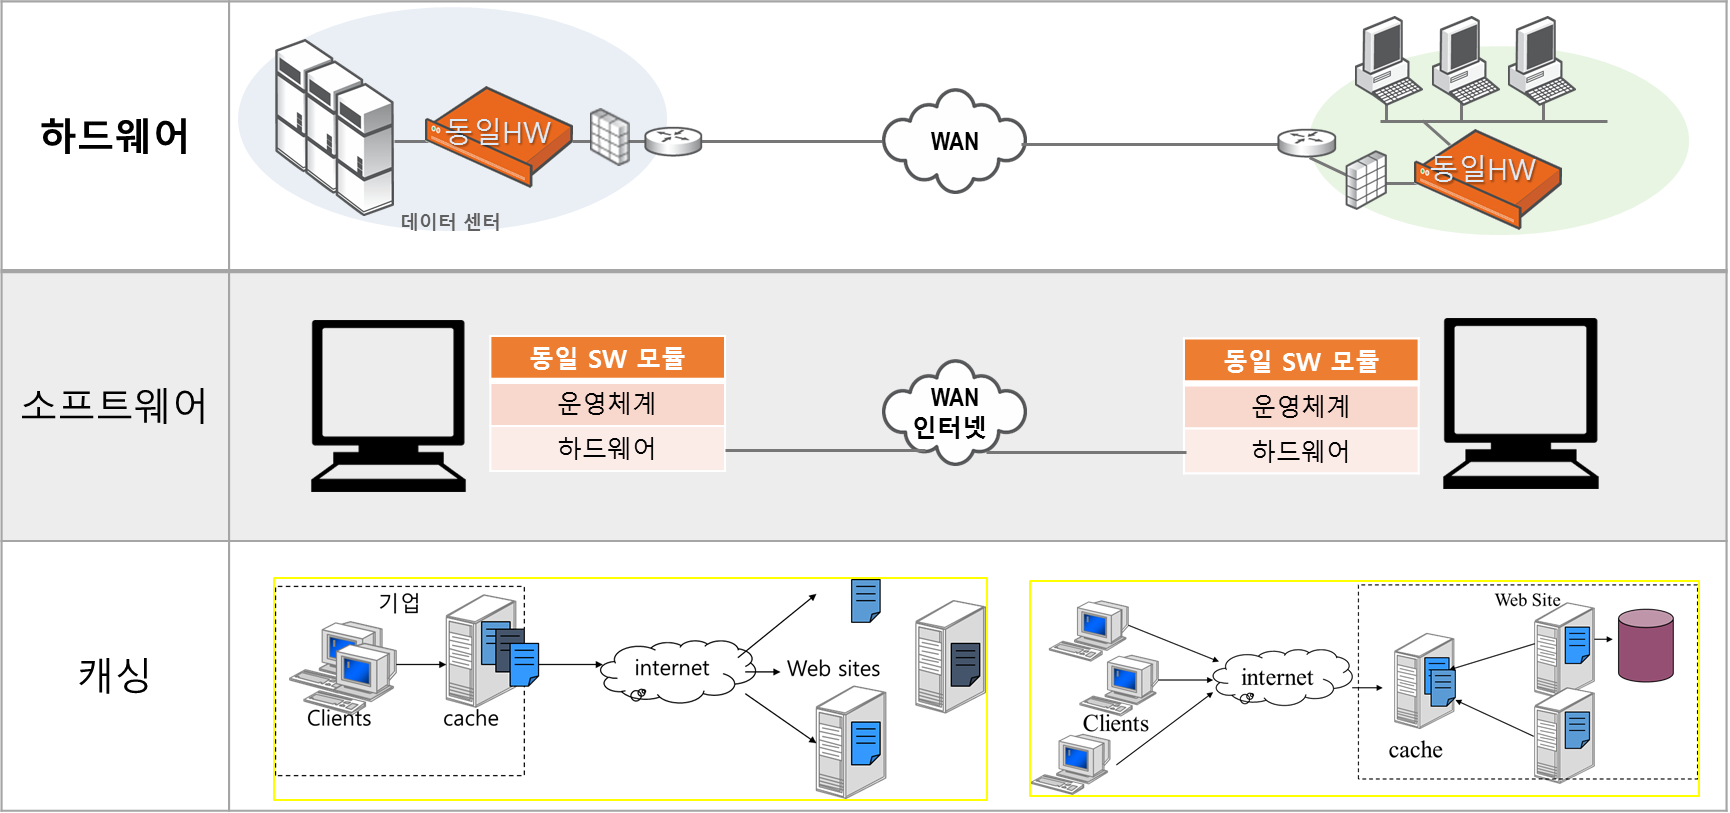 하드웨어
동일HW
데이터 센터
WAN
동일HW
소프트웨어
동일 SW 모듈
운영체계
하드웨어
WAN
인터넷
동일 SW 모듈
운영체계
하드웨어
캐싱
기업
Clients
cache
internet
Web sites
Clients
internet
Web Site
cache